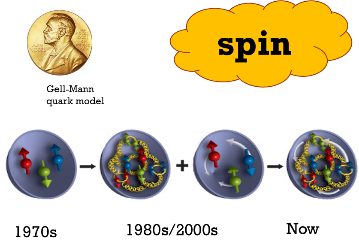 spin
Gell-Mann
quark model
1970s
1980s/2000s
Now